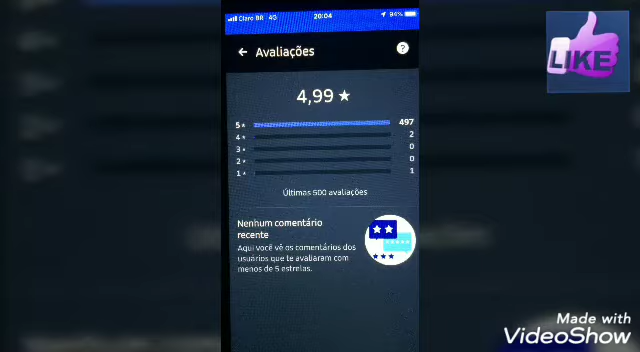 Claro BR 4G 20:04 94%
← Avaliações ?
4,99 ★
5★ 497
4★ 2
3★ 0
2★ 0
1★ 1
Últimas 500 avaliações
Nenhum comentário
recente
Aqui você vê os comentários dos
usuários que te avaliaram com
menos de 5 estrelas.
LIKE
Made with
VideoShow